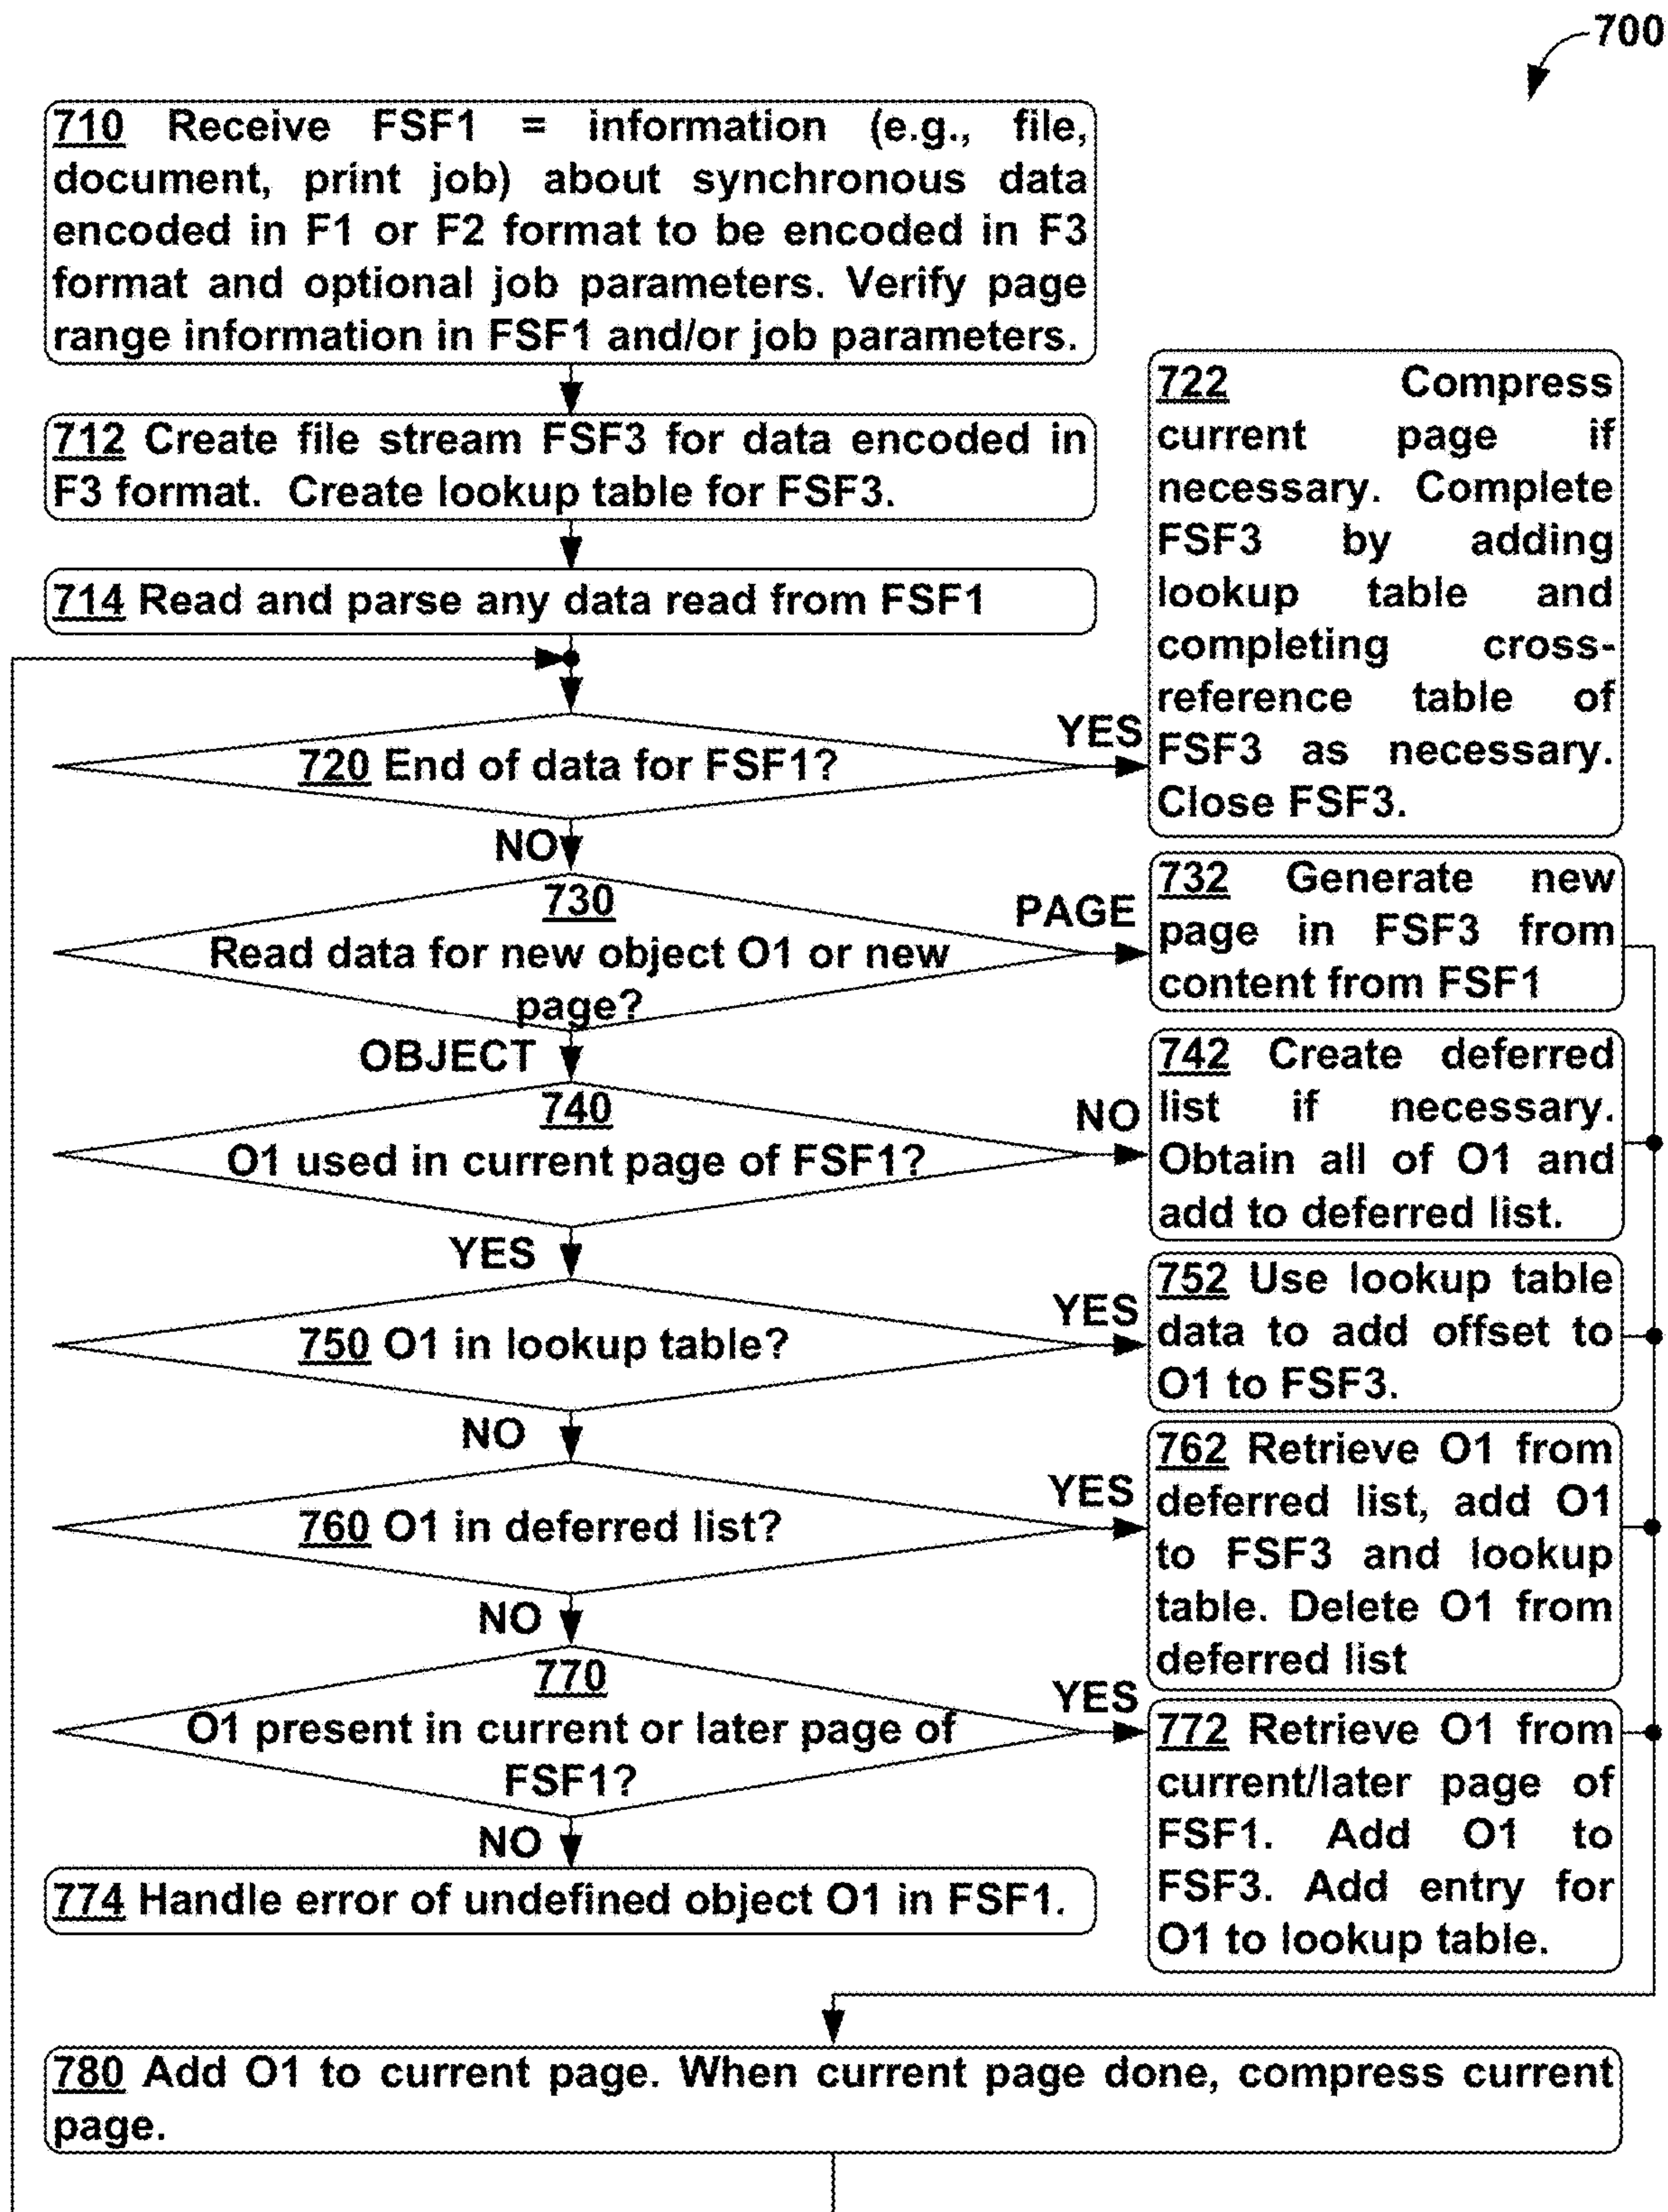 700
710 Receive FSF1 = information (e.g., file,
document, print job) about synchronous data
encoded in F1 or F2 format to be encoded in F3
format and optional job parameters. Verify page
range information in FSF1 and/or job parameters.
712 Create file stream FSF3 for data encoded in
F3 format. Create lookup table for FSF3.
714 Read and parse any data read from FSF1
720 End of data for FSF1?
YES
722 Compress
current page if
necessary. Complete
FSF3 by adding
lookup table and
completing cross-
reference table of
FSF3 as necessary.
Close FSF3.
NO
730
Read data for new object O1 or new
page?
PAGE
732 Generate new
page in FSF3 from
content from FSF1
OBJECT
740
O1 used in current page of FSF1?
NO
742 Create deferred
list if necessary.
Obtain all of O1 and
add to deferred list.
YES
750 O1 in lookup table?
YES
752 Use lookup table
data to add offset to
O1 to FSF3.
NO
760 O1 in deferred list?
YES
762 Retrieve O1 from
deferred list, add O1
to FSF3 and lookup
table. Delete O1 from
deferred list
NO
770
O1 present in current or later page of
FSF1?
YES
772 Retrieve O1 from
current/later page of
FSF1. Add O1 to
FSF3. Add entry for
O1 to lookup table.
NO
774 Handle error of undefined object O1 in FSF1.
780 Add O1 to current page. When current page done, compress current
page.